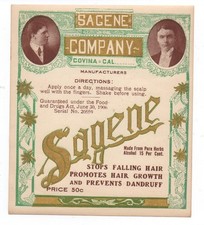 SAGENE
COMPANY
COVINA-CAL.
MANUFACTURERS
DIRECTIONS:
Apply once a day, massaging the scalp
well with the fingers. Shake before using.
Guaranteed under the Food
and Drugs Act, June 30, 1906
Serial No.
Sagene
Made from Pure Herbs
Alcohol 15 Per Cent.
STOPS FALLING HAIR
PROMOTES HAIR GROWTH
AND PREVENTS DANDRUFF
PRICE 50c